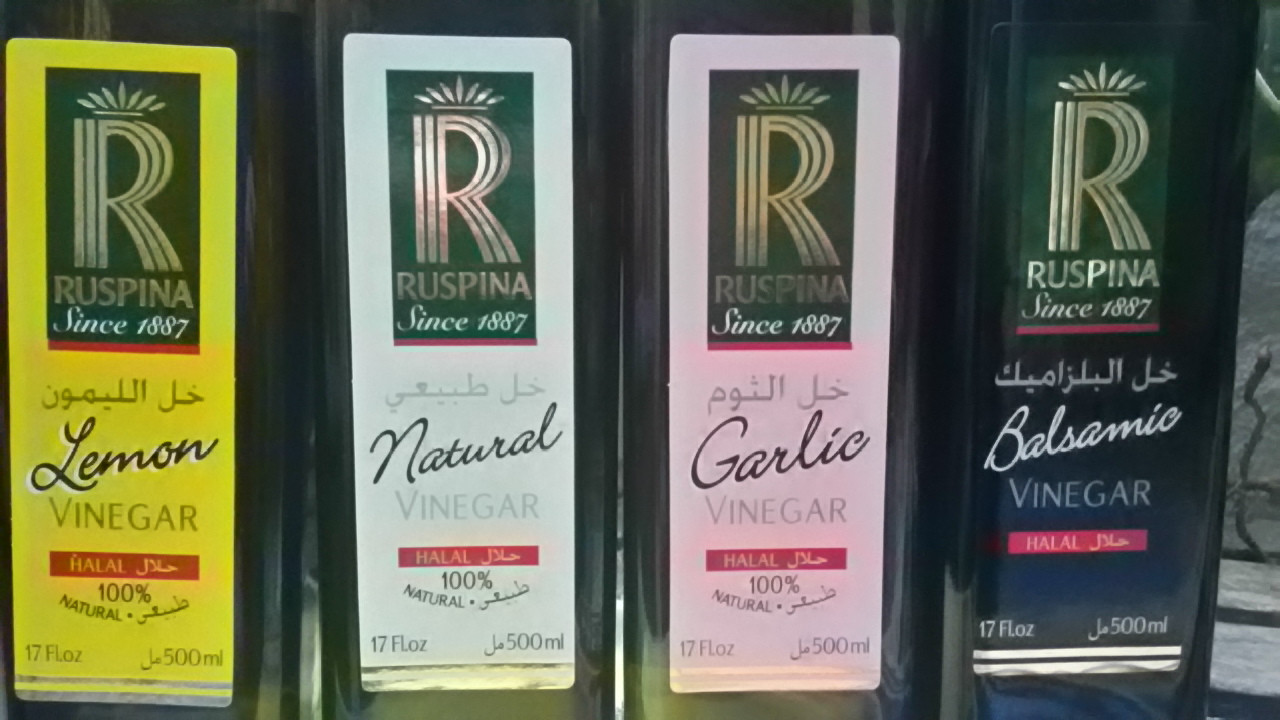 R
RUSPINA
Since 1887
خل الليمون
Lemon
VINEGAR
HALAL حلال
100%
NATURAL • طبيعي
17 Fl.oz 500ml مل
R
RUSPINA
Since 1887
خل طبيعي
Natural
VINEGAR
HALAL حلال
100%
NATURAL • طبيعي
17 Fl.oz 500ml مل
R
RUSPINA
Since 1887
خل الثوم
Garlic
VINEGAR
HALAL حلال
100%
NATURAL • طبيعي
17 Fl.oz 500ml مل
R
RUSPINA
Since 1887
خل البلزاميك
Balsamic
VINEGAR
HALAL حلال
17 Fl.oz 500ml مل